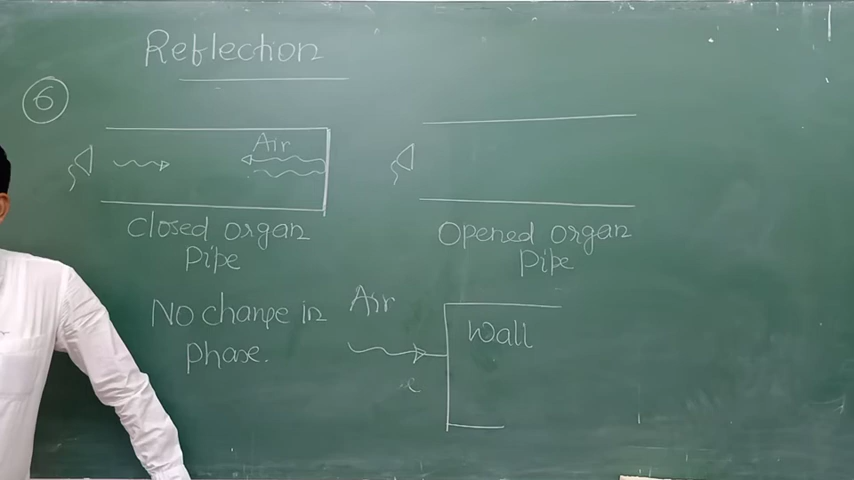 Reflection
6
Air
Closed organ
Pipe
Opened organ
Pipe
No change in
Phase.
Air
Wall